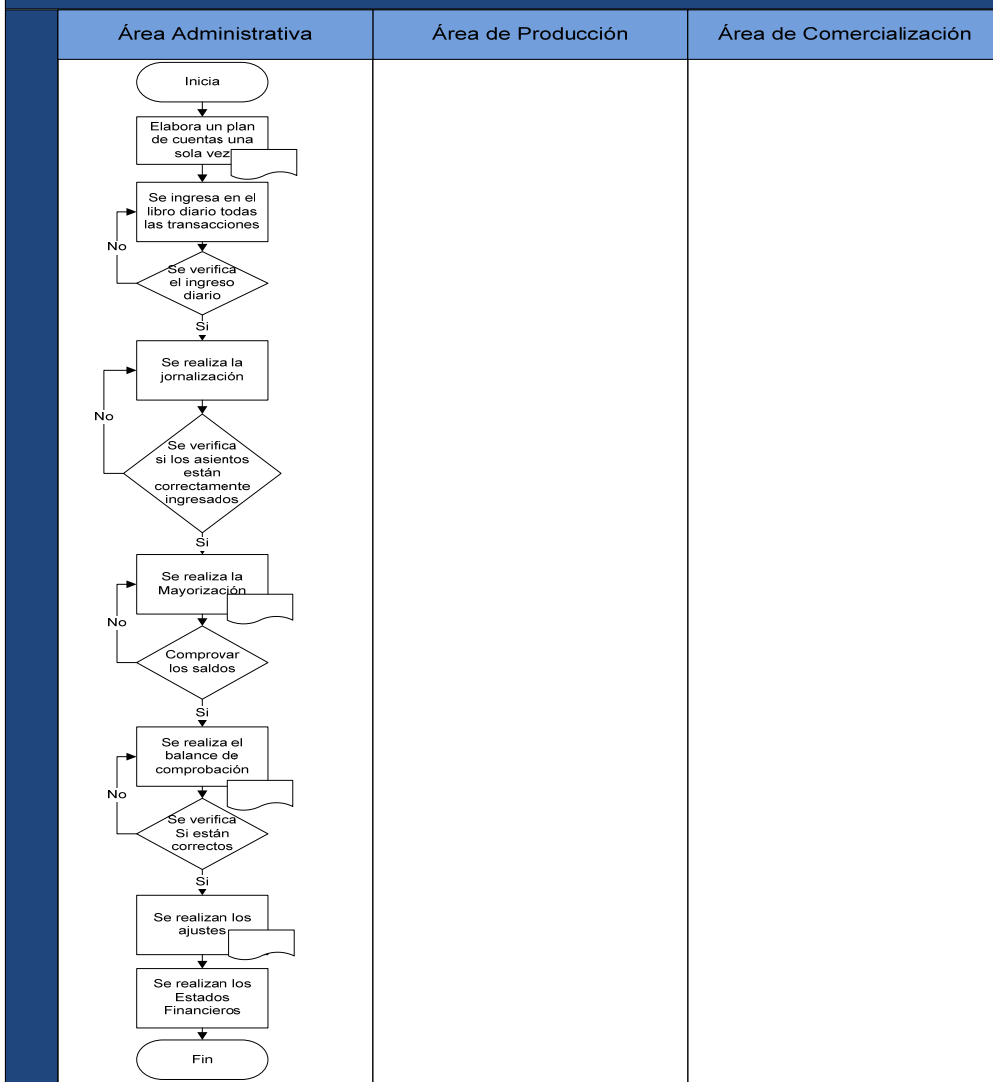 Área Administrativa
Área de Producción
Área de Comercialización
Inicia
Elabora un plan
de cuentas una
sola vez
Se ingresa en el
libro diario todas
las transacciones
No
Se verifica
el ingreso
diario
Si
Se realiza la
jornalización
No
Se verifica
si los asientos
están
correctamente
ingresados
Si
Se realiza la
Mayorización
No
Comprovar
los saldos
Si
Se realiza el
balance de
comprobación
No
Se verifica
Si están
correctos
Si
Se realizan los
ajustes
Se realizan los
Estados
Financieros
Fin